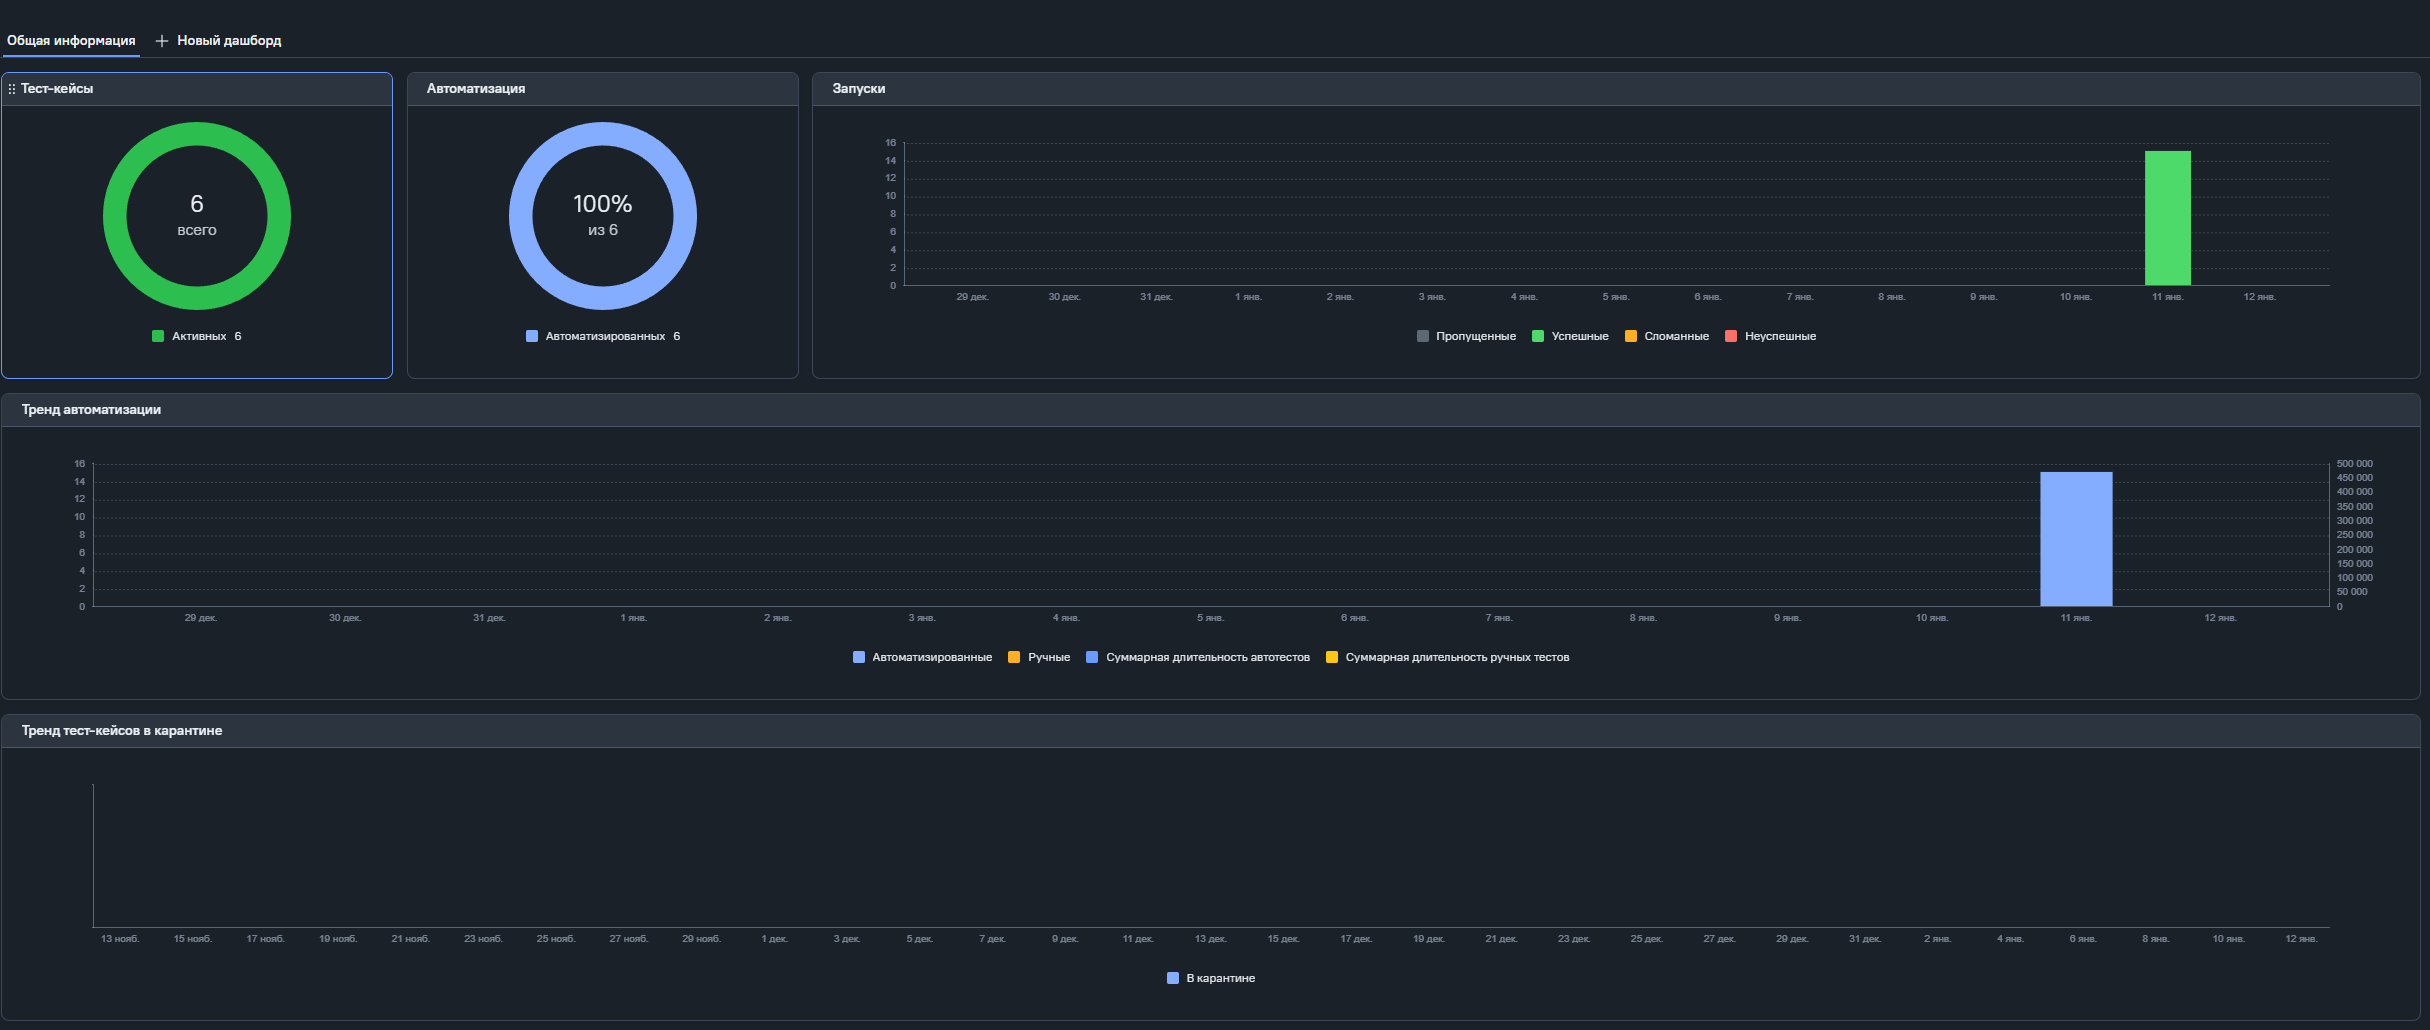 Общая информация
Новый дашборд
Тест-кейсы
6
всего
Активных 6
Автоматизация
100%
из 6
Автоматизированных 6
Запуски
16
14
12
10
8
6
4
2
0
29 дек. 30 дек. 31 дек. 1 янв. 2 янв. 3 янв. 4 янв. 5 янв. 6 янв. 7 янв. 8 янв. 9 янв. 10 янв. 11 янв. 12 янв.
Пропущенные Успешные Сломанные Неуспешные
Тренд автоматизации
16
14
12
10
8
6
4
2
0
500 000
450 000
400 000
350 000
300 000
250 000
200 000
150 000
100 000
50 000
0
29 дек. 30 дек. 31 дек. 1 янв. 2 янв. 3 янв. 4 янв. 5 янв. 6 янв. 7 янв. 8 янв. 9 янв. 10 янв. 11 янв. 12 янв.
Автоматизированные Ручные Суммарная длительность автотестов Суммарная длительность ручных тестов
Тренд тест-кейсов в карантине
13 нояб. 15 нояб. 17 нояб. 19 нояб. 21 нояб. 23 нояб. 25 нояб. 27 нояб. 29 нояб. 1 дек. 3 дек. 5 дек. 7 дек. 9 дек. 11 дек. 13 дек. 15 дек. 17 дек. 19 дек. 21 дек. 23 дек. 25 дек. 27 дек. 29 дек. 31 дек. 2 янв. 4 янв. 6 янв. 8 янв. 10 янв. 12 янв.
В карантине